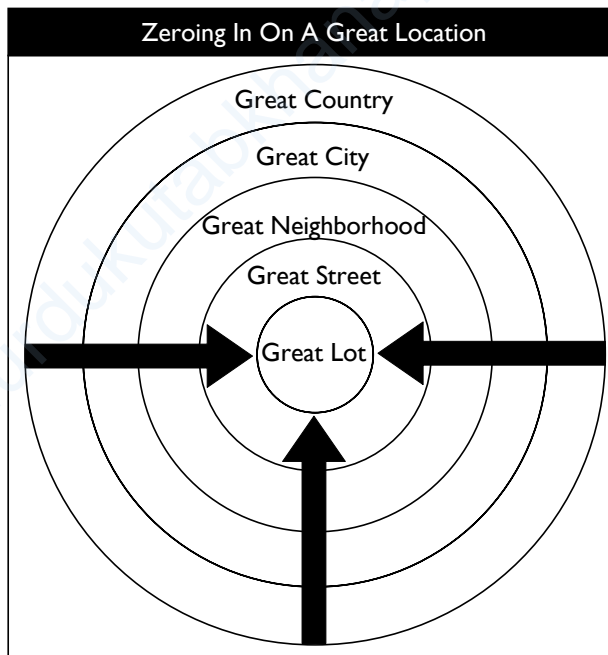 Zeroing In On A Great Location
Great Country
Great City
Great Neighborhood
Great Street
Great Lot